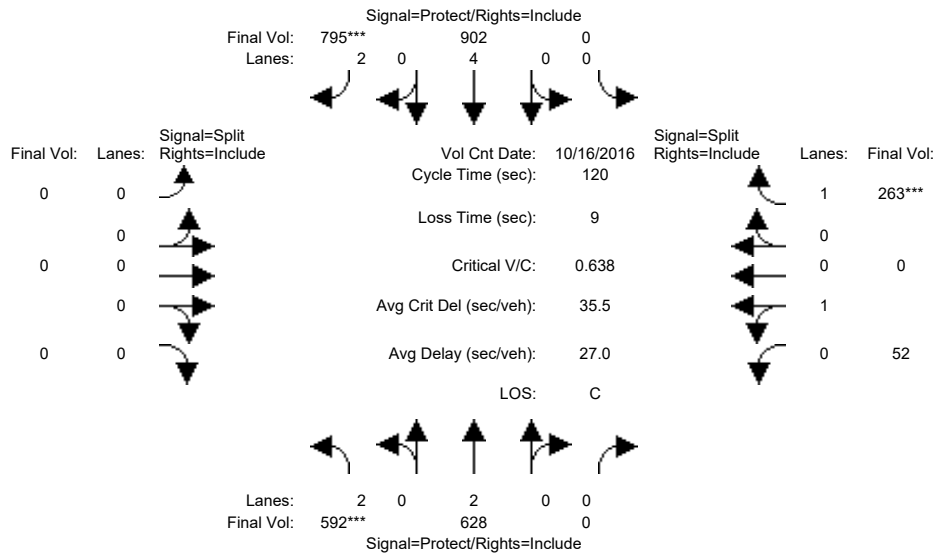 Signal=Protect/Rights=Include
Final Vol: 795*** 902 0
Lanes: 2 0 4 0 0
Signal=Split
Final Vol: Lanes: Rights=Include
Vol Cnt Date: 10/16/2016
Signal=Split
Rights=Include Lanes: Final Vol:
Cycle Time (sec): 120
0 0
1 263***
Loss Time (sec): 9
0
0
0 0
Critical V/C: 0.638
0 0
0
Avg Crit Del (sec/veh): 35.5
1
0 0
Avg Delay (sec/veh): 27.0
0 52
LOS: C
Lanes: 2 0 2 0 0
Final Vol: 592*** 628 0
Signal=Protect/Rights=Include